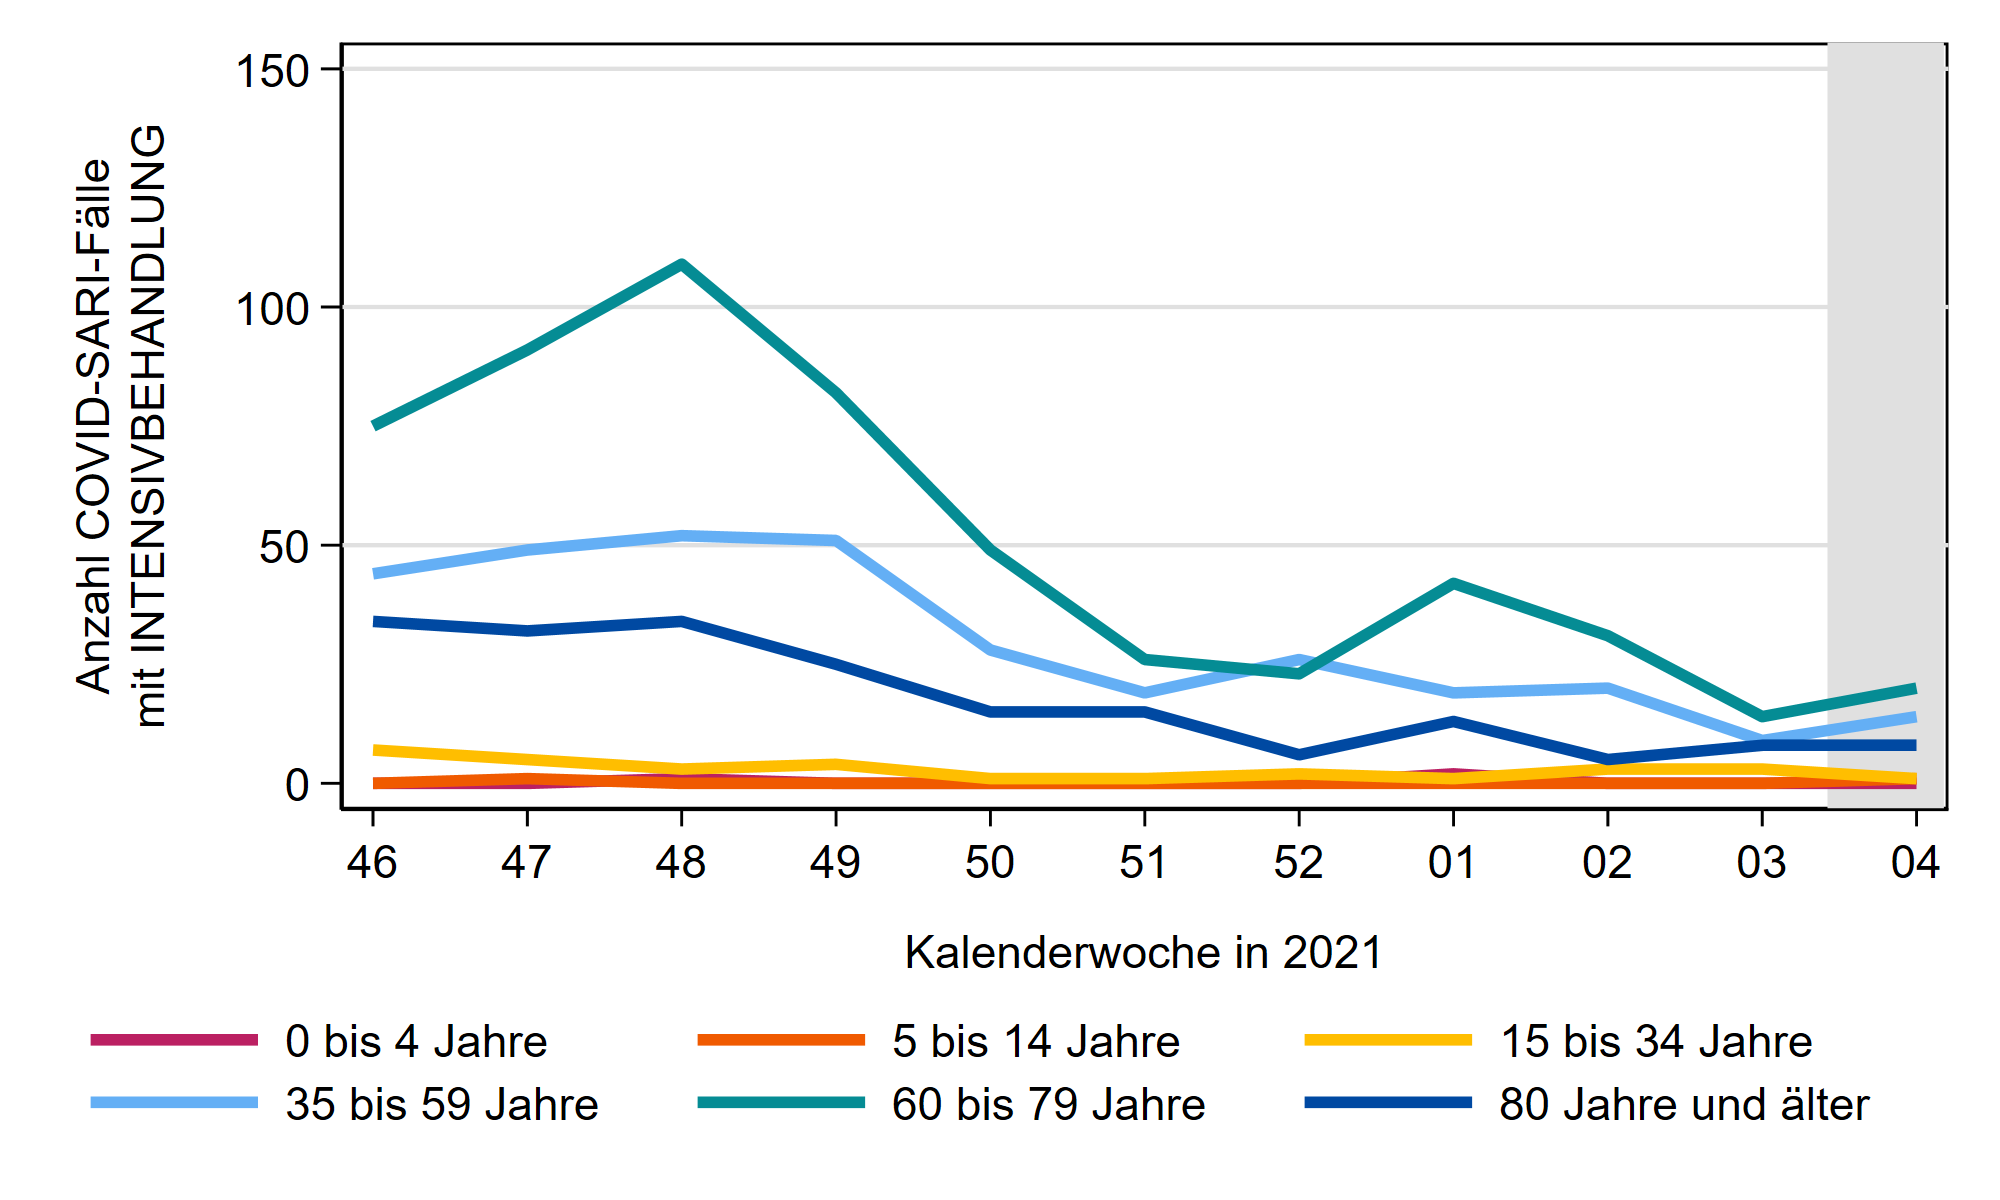 Anzahl COVID-SARI-Fälle
mit INTENSIVBEHANDLUNG
150
100
50
0
46 47 48 49 50 51 52 01 02 03 04
Kalenderwoche in 2021
0 bis 4 Jahre 5 bis 14 Jahre 15 bis 34 Jahre
35 bis 59 Jahre 60 bis 79 Jahre 80 Jahre und älter